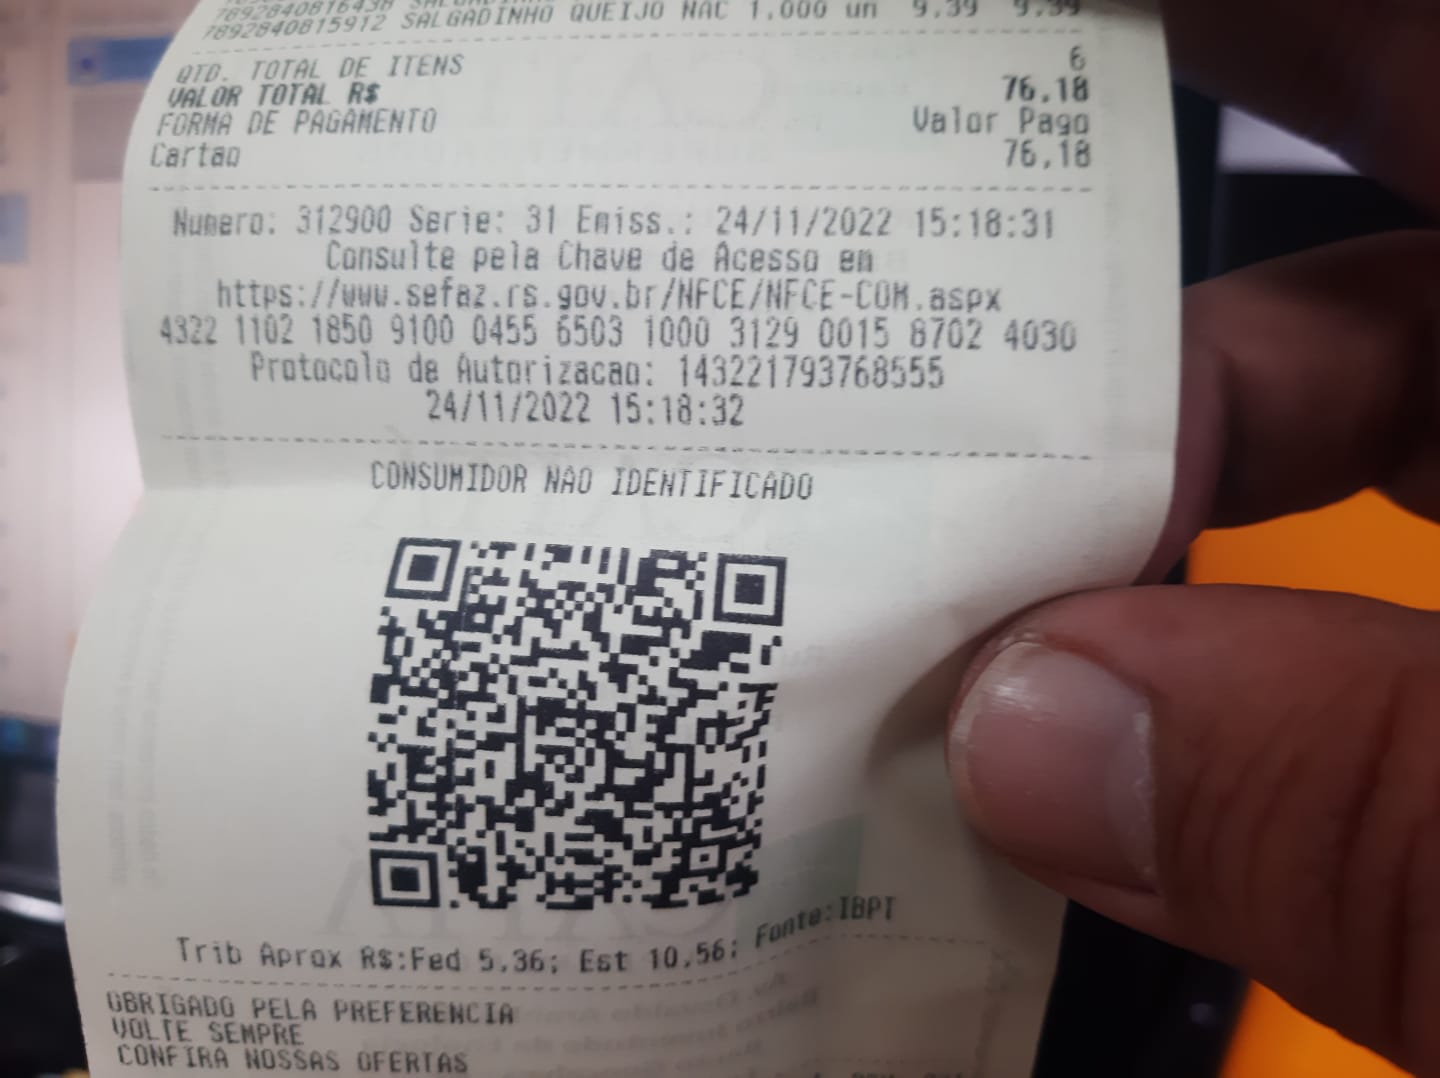 7892840815912 SALGADINHO QUEIJO NAC 1,000 un 9,39 9,39
QTD. TOTAL DE ITENS 6
VALOR TOTAL R$ 76,18
FORMA DE PAGAMENTO Valor Pago
Cartao 76,18
Numero: 312900 Serie: 31 Emiss.: 24/11/2022 15:18:31
Consulte pela Chave de Acesso em
https://www.sefaz.rs.gov.br/NFCE/NFCE-COM.aspx
4322 1102 1850 9100 0455 6503 1000 3129 0015 8702 4030
Protocolo de Autorizacao: 143221793768555
24/11/2022 15:18:32
CONSUMIDOR NAO IDENTIFICADO
Trib Aprox R$:Fed 5,36; Est 10,56; Fonte:IBPT
OBRIGADO PELA PREFERENCIA
VOLTE SEMPRE
CONFIRA NOSSAS OFERTAS